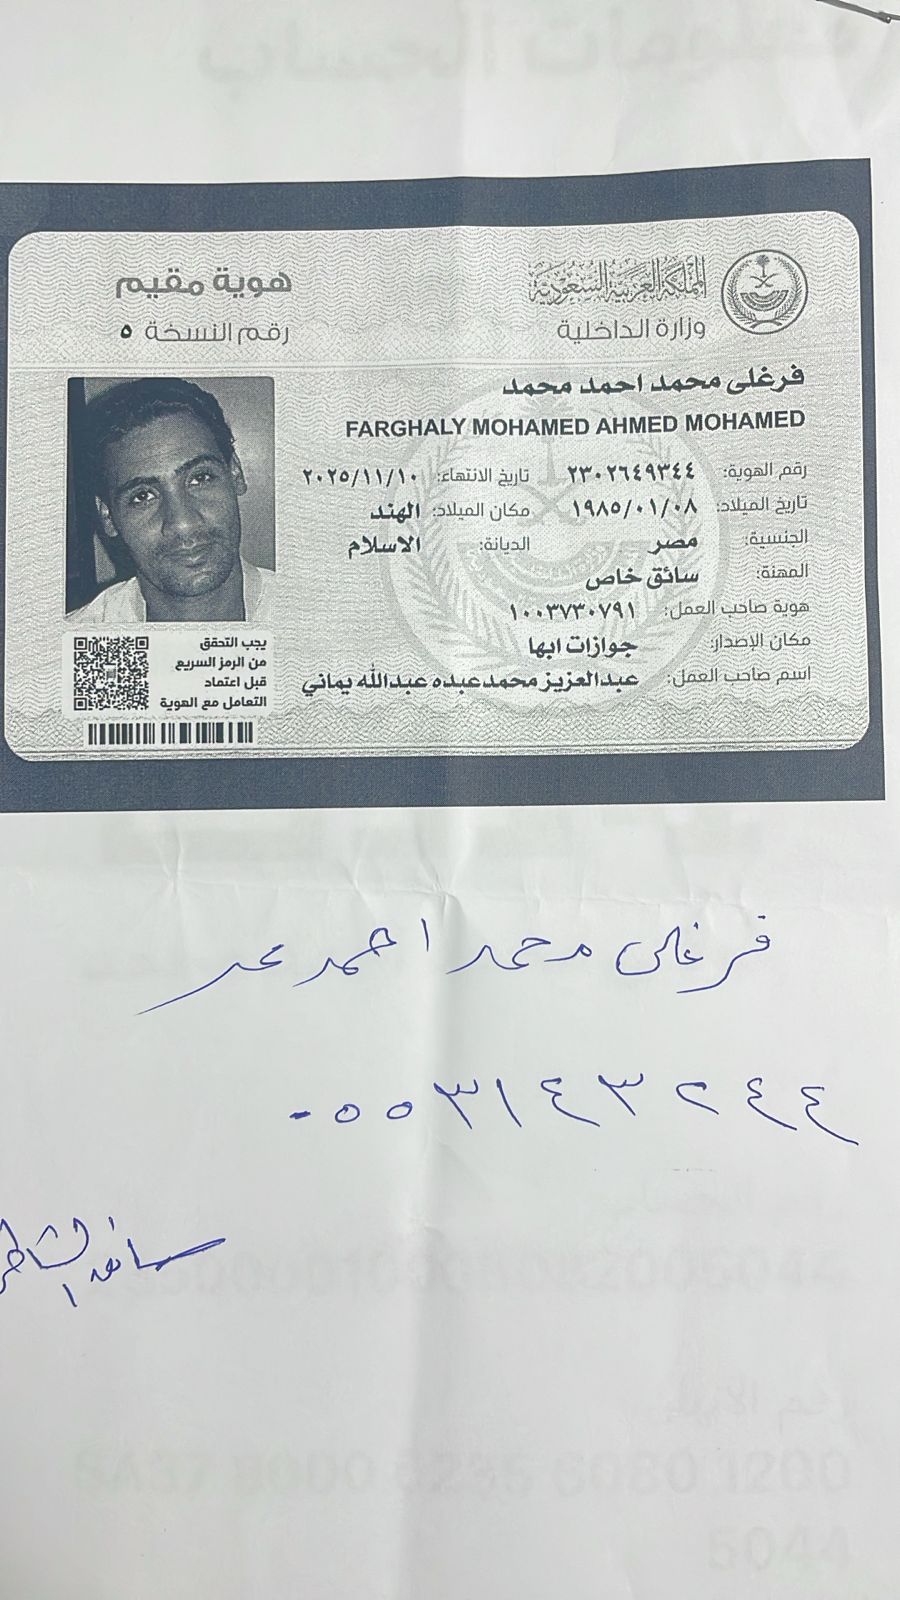 المملكة العربية السعودية
وزارة الداخلية
هوية مقيم
رقم النسخة ٥
فرغلى محمد احمد محمد
FARGHALY MOHAMED AHMED MOHAMED
رقم الهوية: ٢٣٠٢٦٤٩٣٤٤ تاريخ الانتهاء: ٢٠٢٥/١١/١٠
تاريخ الميلاد: ١٩٨٥/٠١/٠٨ مكان الميلاد: الهند
الجنسية: مصر الديانة: الاسلام
المهنة: سائق خاص
هوية صاحب العمل: ١٠٠٣٧٣٠٧٩١
مكان الإصدار: جوازات ابها
اسم صاحب العمل: عبدالعزيز محمد عبده عبدالله يماني
يجب التحقق
من الرمز السريع
قبل اعتماد
التعامل مع الهوية
فرغلى محمد احمد محمد
٠٥٥٣١٤٣٢٤٤